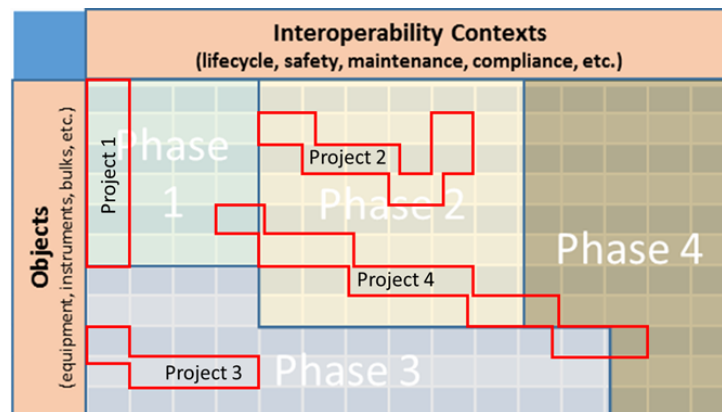 Interoperability Contexts
(lifecycle, safety, maintenance, compliance, etc.)
Objects
(equipment, instruments, bulks, etc.)
Project 1
Phase
1
Project 2
Phase 2
Phase 4
Project 4
Project 3
Phase 3